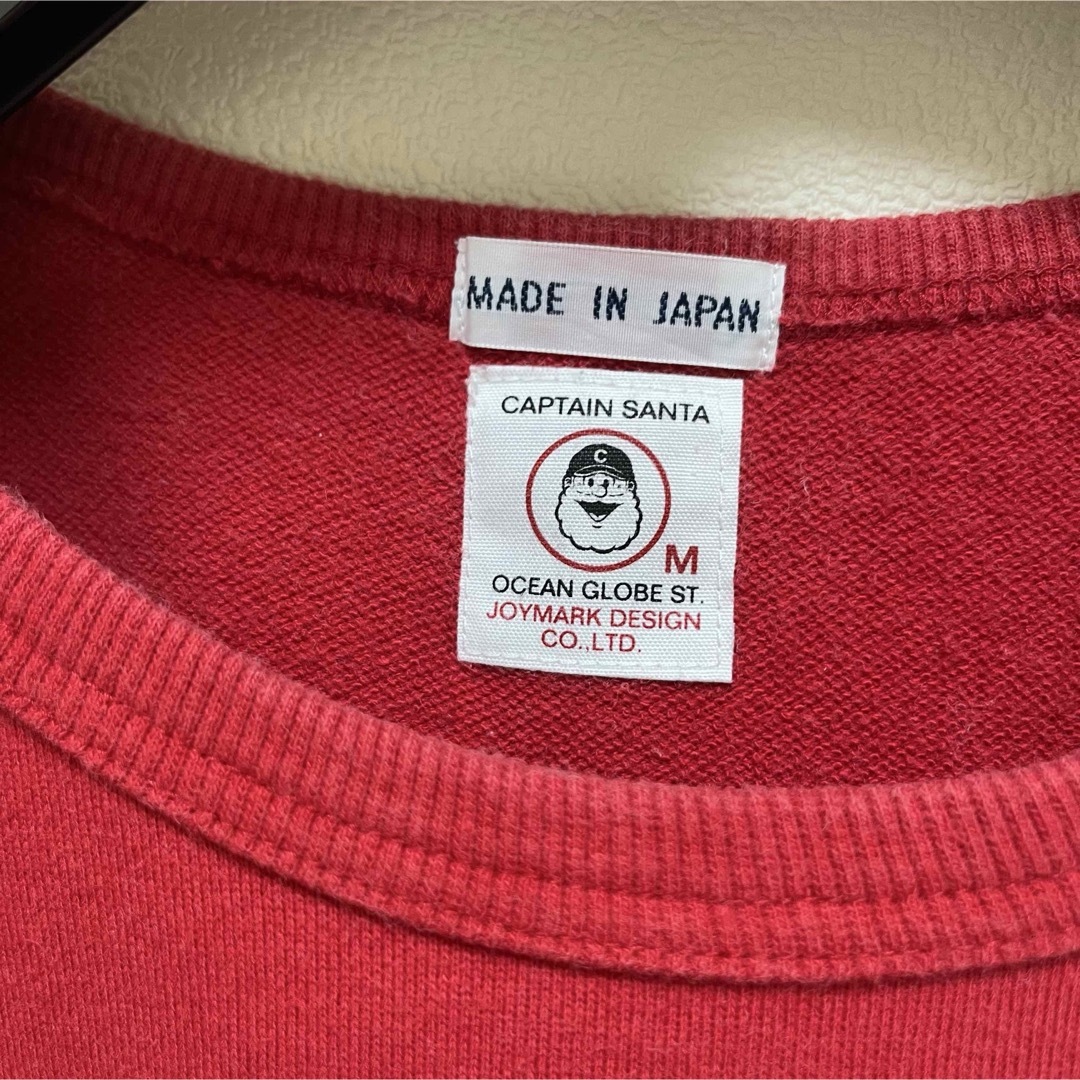 MADE IN JAPAN
CAPTAIN SANTA
C
M
OCEAN GLOBE ST.
JOYMARK DESIGN
CO.,LTD.